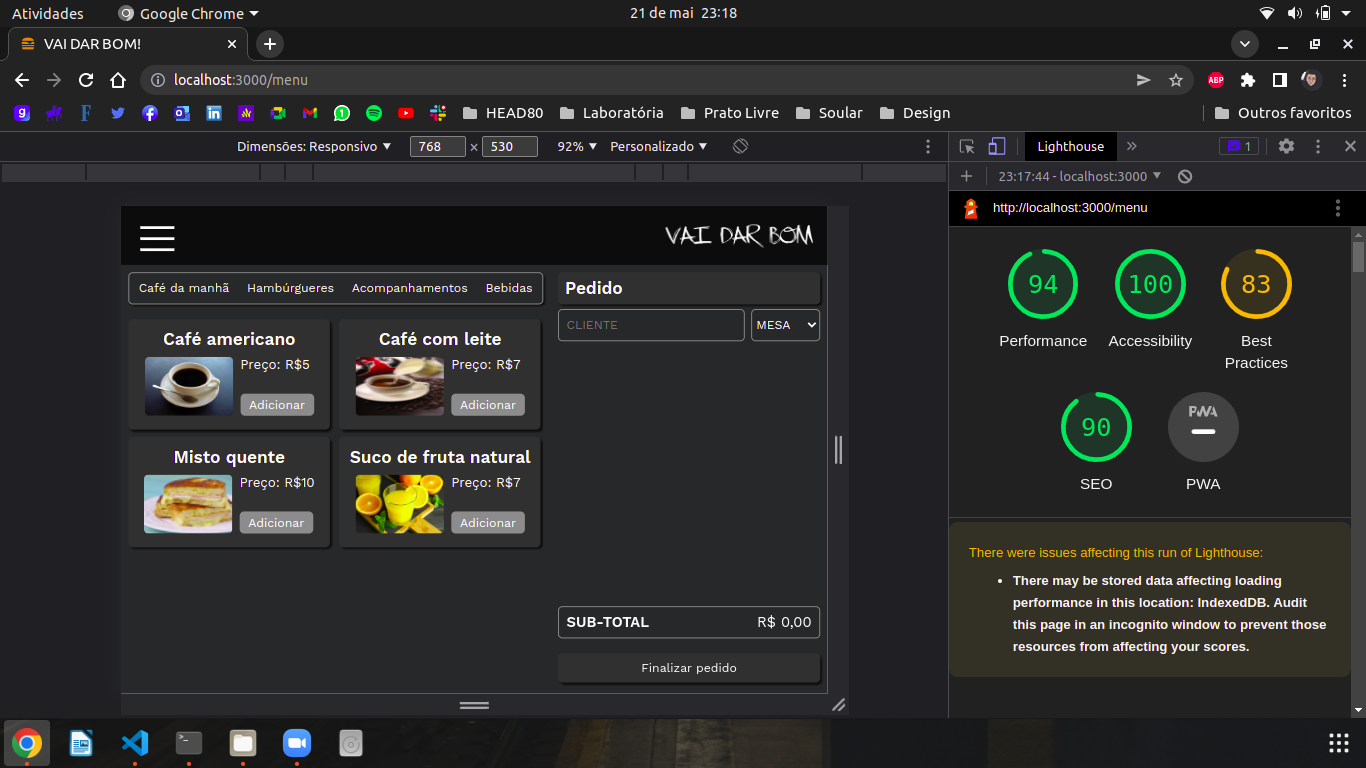 Atividades
Google Chrome
21 de mai 23:18
VAI DAR BOM!
localhost:3000/menu
ABP
HEAD80
Laboratória
Prato Livre
Soular
Design
Outros favoritos
Dimensões: Responsivo
768 × 530
92%
Personalizado
Lighthouse
1
23:17:44 - localhost:3000
http://localhost:3000/menu
VAI DAR BOM
Café da manhã
Hambúrgueres
Acompanhamentos
Bebidas
Café americano
Preço: R$5
Adicionar
Café com leite
Preço: R$7
Adicionar
Misto quente
Preço: R$10
Adicionar
Suco de fruta natural
Preço: R$7
Adicionar
Pedido
CLIENTE
MESA
SUB-TOTAL R$ 0,00
Finalizar pedido
94
Performance
100
Accessibility
83
Best
Practices
90
SEO
PWA
PWA
There were issues affecting this run of Lighthouse:
There may be stored data affecting loading
performance in this location: IndexedDB. Audit
this page in an incognito window to prevent those
resources from affecting your scores.